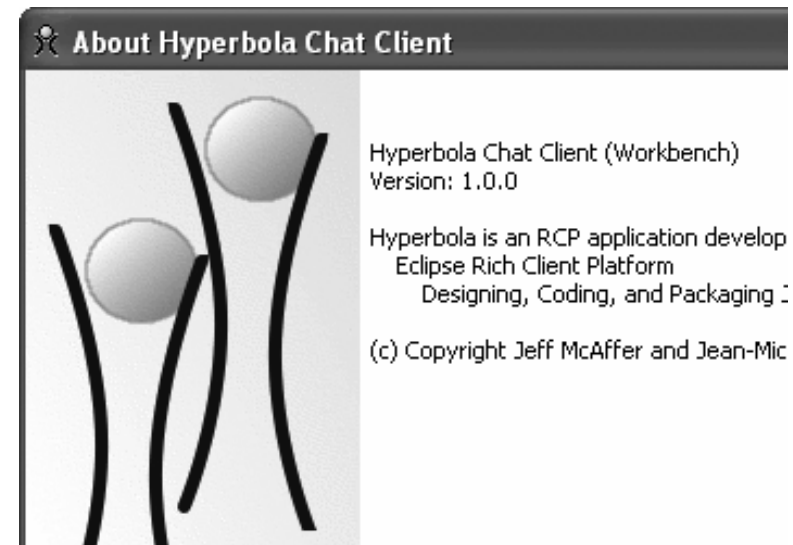 About Hyperbola Chat Client
Hyperbola Chat Client (Workbench)
Version: 1.0.0
Hyperbola is an RCP application develop
Eclipse Rich Client Platform
Designing, Coding, and Packaging J
(c) Copyright Jeff McAffer and Jean-Mic